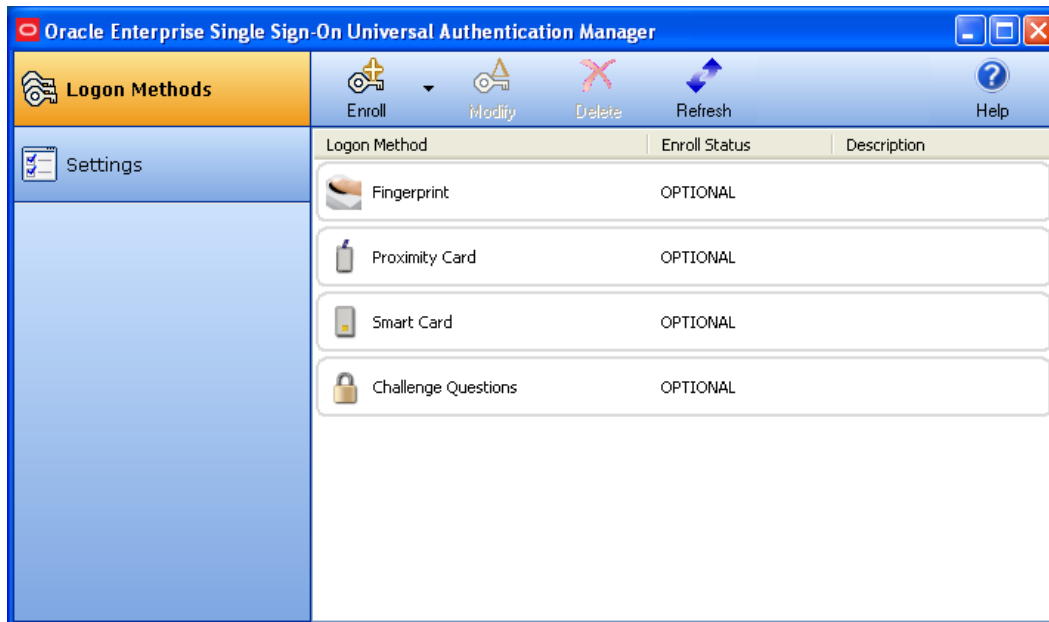 Oracle Enterprise Single Sign-On Universal Authentication Manager
Logon Methods
Settings
Enroll Modify Delete Refresh Help
Logon Method Enroll Status Description
Fingerprint OPTIONAL
Proximity Card OPTIONAL
Smart Card OPTIONAL
Challenge Questions OPTIONAL